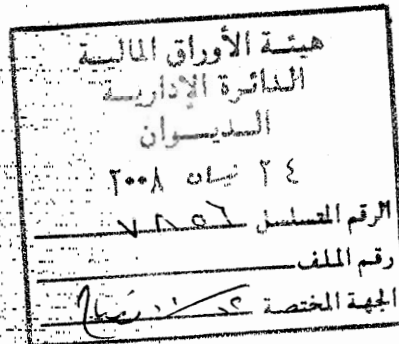 هيئة الأوراق المالية
الدائرة الإدارية
الديوان
٢٤ نيسان ٢٠٠٨
الرقم المتسلسل
رقم الملف
الجهة المختصة